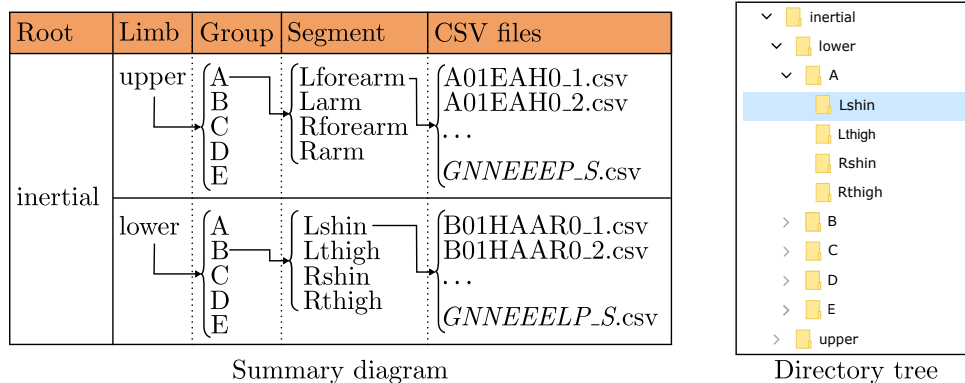 Root Limb Group Segment CSV files
inertial
upper
A
B
C
D
E
Lforearm
Larm
Rforearm
Rarm
A01EAH0_1.csv
A01EAH0_2.csv
...
GNNEEEP_S.csv
lower
A
B
C
D
E
Lshin
Lthigh
Rshin
Rthigh
B01HAAR0_1.csv
B01HAAR0_2.csv
...
GNNEEELP_S.csv
Summary diagram
inertial
lower
A
Lshin
Lthigh
Rshin
Rthigh
B
C
D
E
upper
Directory tree